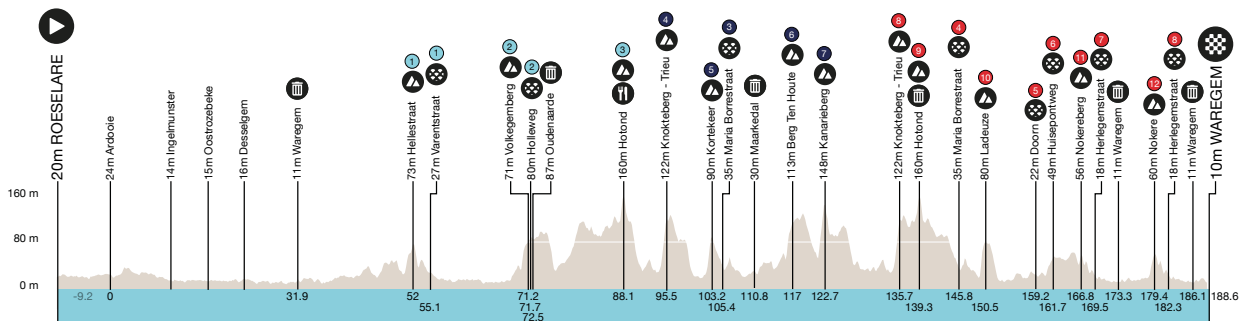 1 1 2 2 3 4 5 3 6 7 8 9 4 10 5 6 11 7 12 8
20m ROESELARE
24m Ardooie
14m Ingelmunster
15m Oostrozebeke
16m Desselgem
11m Waregem
73m Hellestraat
27m Varentstraat
71m Volkegemberg
80m Holleweg
87m Oudenaarde
160m Hotond
122m Knokteberg - Trieu
90m Kortekeer
35m Maria Borrestraat
30m Maarkedal
113m Berg Ten Houte
148m Kanarieberg
122m Knokteberg - Trieu
160m Hotond
35m Maria Borrestraat
80m Ladeuze
22m Doorn
49m Huisepontweg
56m Nokereberg
18m Herlegemstraat
11m Waregem
60m Nokere
18m Herlegemstraat
11m Waregem
10m WAREGEM
160 m
80 m
0 m
-9.2 0 31.9 52 71.2 88.1 95.5 103.2 110.8 117 122.7 135.7 145.8 159.2 166.8 173.3 179.4 186.1 188.6
55.1 71.7 105.4 139.3 150.5 161.7 169.5 182.3
72.5